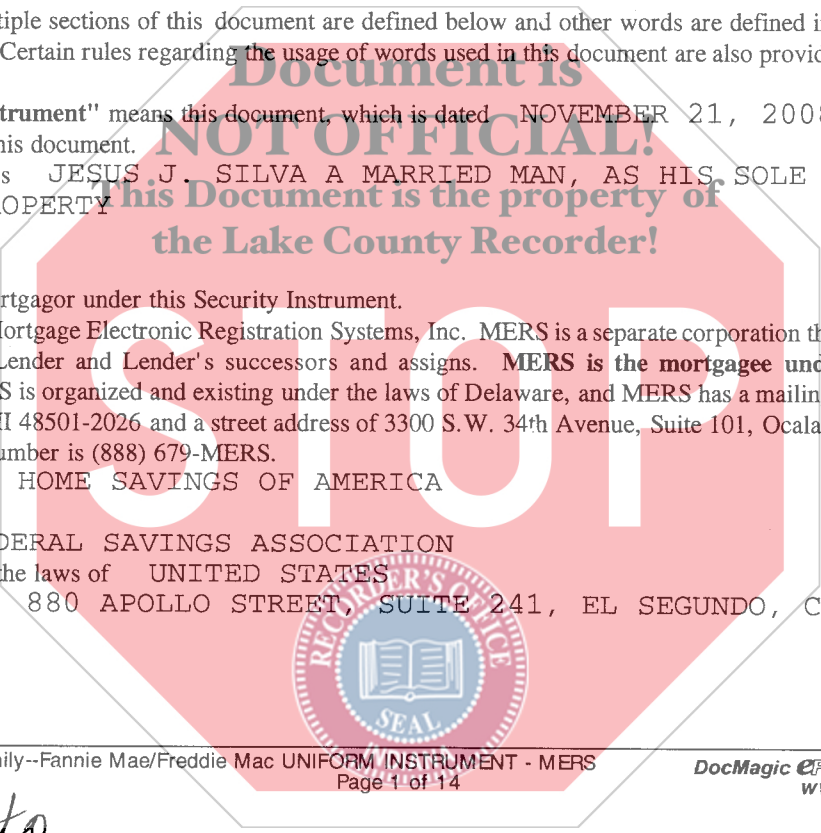 tiple sections of this document are defined below and other words are defined i
Certain rules regarding the usage of words used in this document are also provid
Document is
trument" means this document, which is dated NOVEMBER 21, 2008
NOT OFFICIAL!
his document.
s JESUS J. SILVA A MARRIED MAN, AS HIS SOLE
This Document is the property of
OPERTY
the Lake County Recorder!
rtgagor under this Security Instrument.
Mortgage Electronic Registration Systems, Inc. MERS is a separate corporation th
Lender and Lender's successors and assigns. MERS is the mortgagee und
S is organized and existing under the laws of Delaware, and MERS has a mailin
MI 48501-2026 and a street address of 3300 S.W. 34th Avenue, Suite 101, Ocala
umber is (888) 679-MERS.
STOP
HOME SAVINGS OF AMERICA
DERAL SAVINGS ASSOCIATION
the laws of UNITED STATES
880 APOLLO STREET, SUITE 241, EL SEGUNDO, C
RECORDER'S OFFICE
SEAL
INDIANA
ily--Fannie Mae/Freddie Mac UNIFORM INSTRUMENT - MERS
Page 1 of 14
DocMagic
w